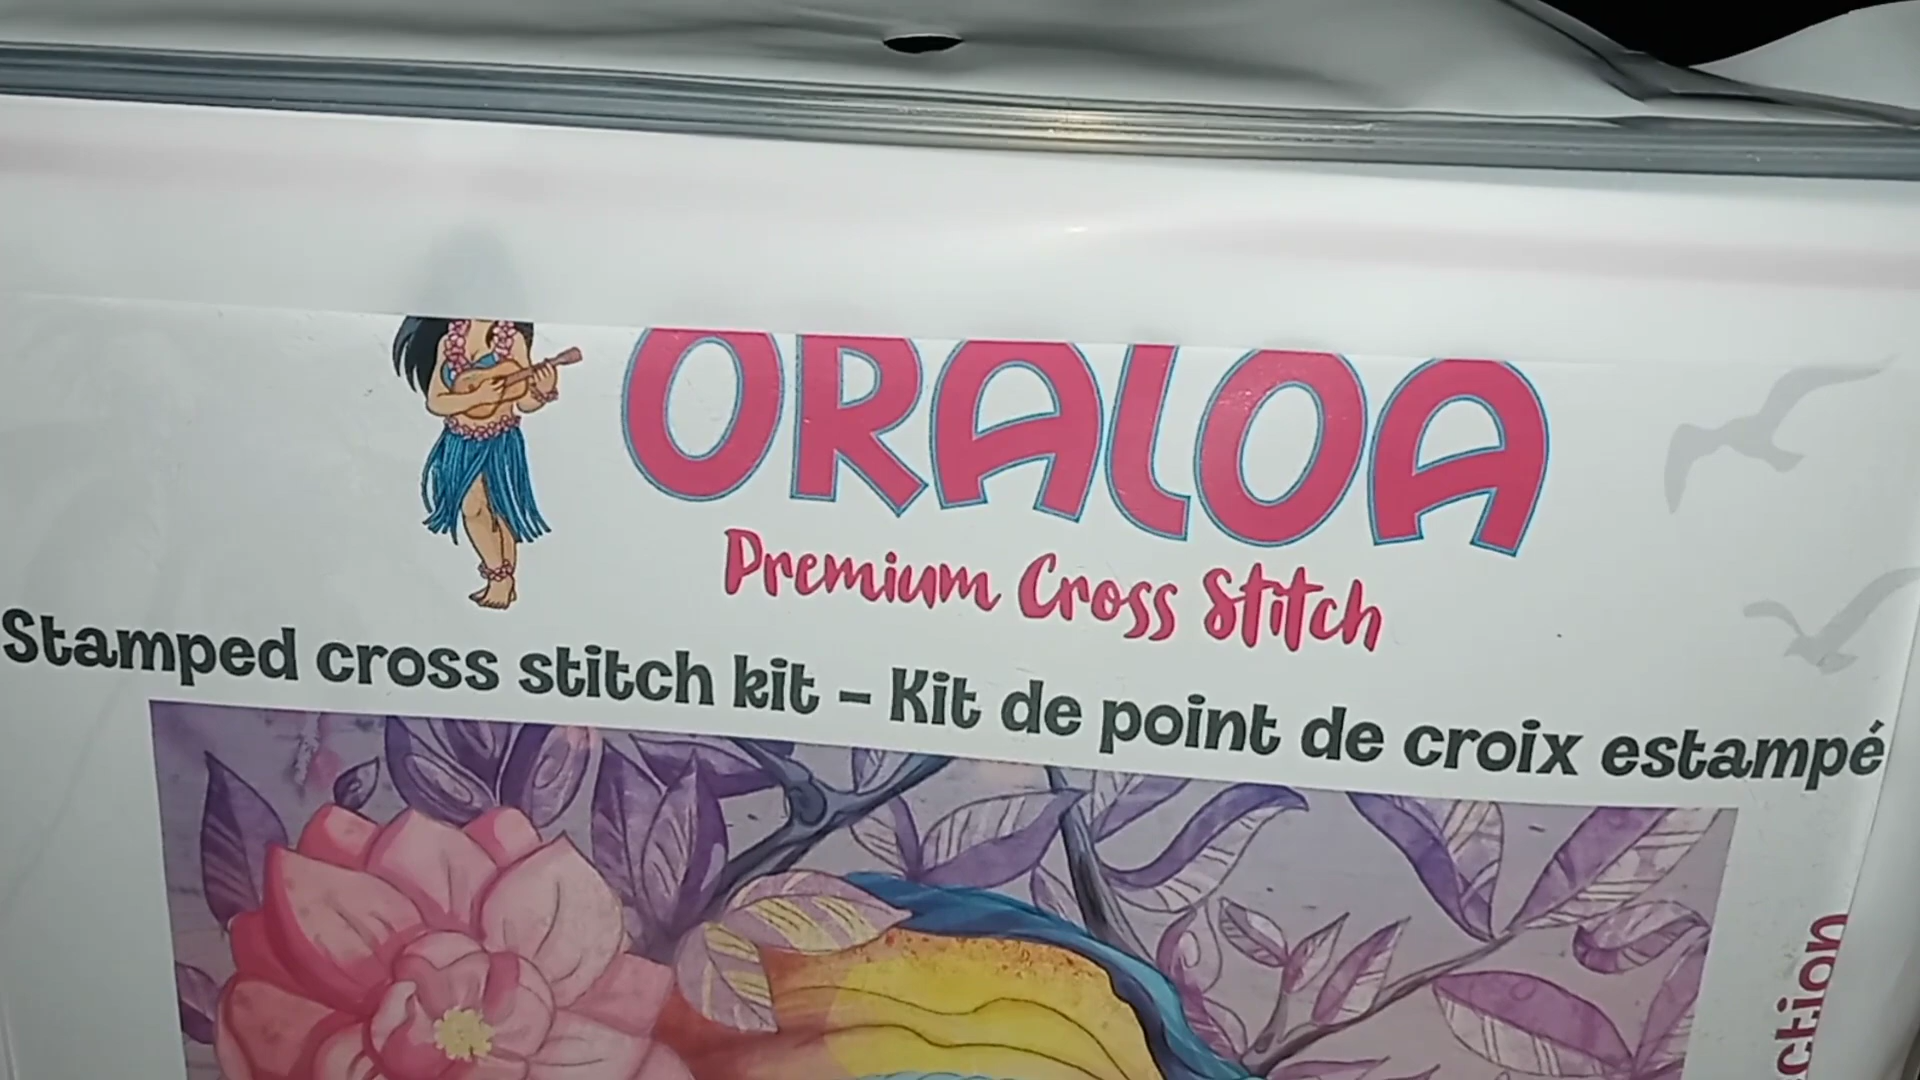 ORALOA
Premium Cross Stitch
Stamped cross stitch kit – Kit de point de croix estampé